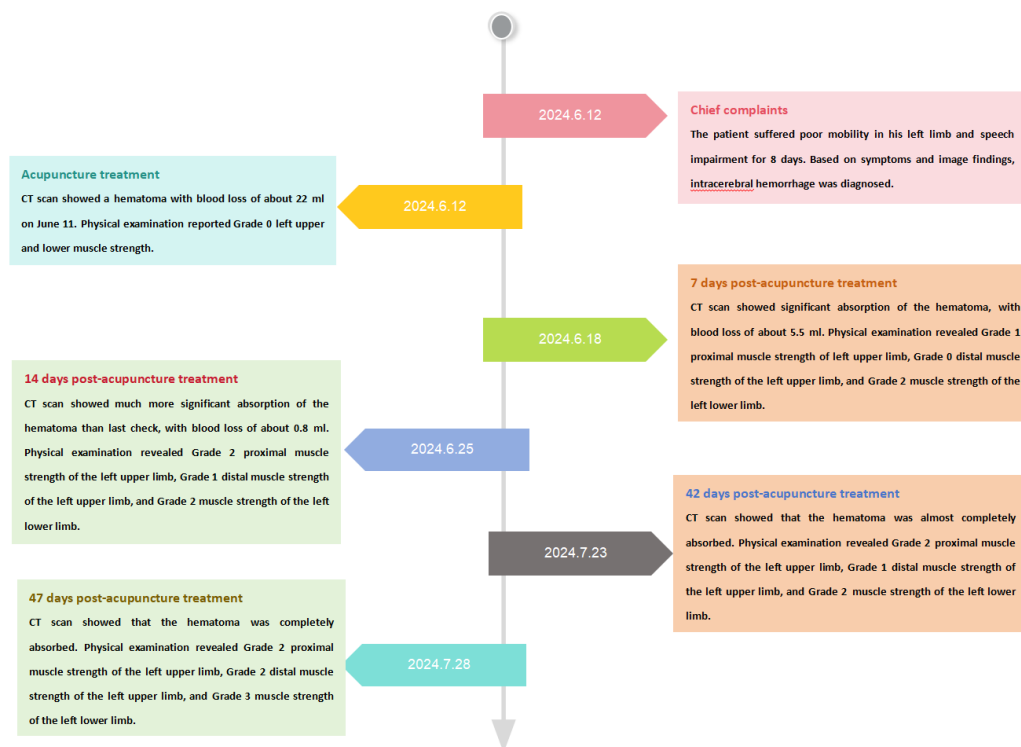 2024.6.12
Chief complaints
The patient suffered poor mobility in his left limb and speech
impairment for 8 days. Based on symptoms and image findings,
intracerebral hemorrhage was diagnosed.
Acupuncture treatment
CT scan showed a hematoma with blood loss of about 22 ml
on June 11. Physical examination reported Grade 0 left upper
and lower muscle strength.
2024.6.12
7 days post-acupuncture treatment
CT scan showed significant absorption of the hematoma, with
blood loss of about 5.5 ml. Physical examination revealed Grade 1
proximal muscle strength of left upper limb, Grade 0 distal muscle
strength of the left upper limb, and Grade 2 muscle strength of the
left lower limb.
2024.6.18
14 days post-acupuncture treatment
CT scan showed much more significant absorption of the
hematoma than last check, with blood loss of about 0.8 ml.
Physical examination revealed Grade 2 proximal muscle
strength of the left upper limb, Grade 1 distal muscle strength
of the left upper limb, and Grade 2 muscle strength of the left
lower limb.
2024.6.25
42 days post-acupuncture treatment
CT scan showed that the hematoma was almost completely
absorbed. Physical examination revealed Grade 2 proximal muscle
strength of the left upper limb, Grade 1 distal muscle strength of
the left upper limb, and Grade 2 muscle strength of the left lower
limb.
2024.7.23
47 days post-acupuncture treatment
CT scan showed that the hematoma was completely
absorbed. Physical examination revealed Grade 2 proximal
muscle strength of the left upper limb, Grade 2 distal muscle
strength of the left upper limb, and Grade 3 muscle strength
of the left lower limb.
2024.7.28